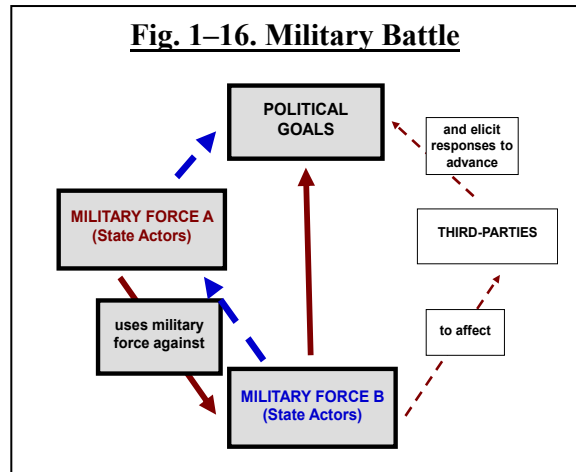 Fig. 1–16. Military Battle
POLITICAL
GOALS
and elicit
responses to
advance
MILITARY FORCE A
(State Actors)
THIRD-PARTIES
uses military
force against
to affect
MILITARY FORCE B
(State Actors)